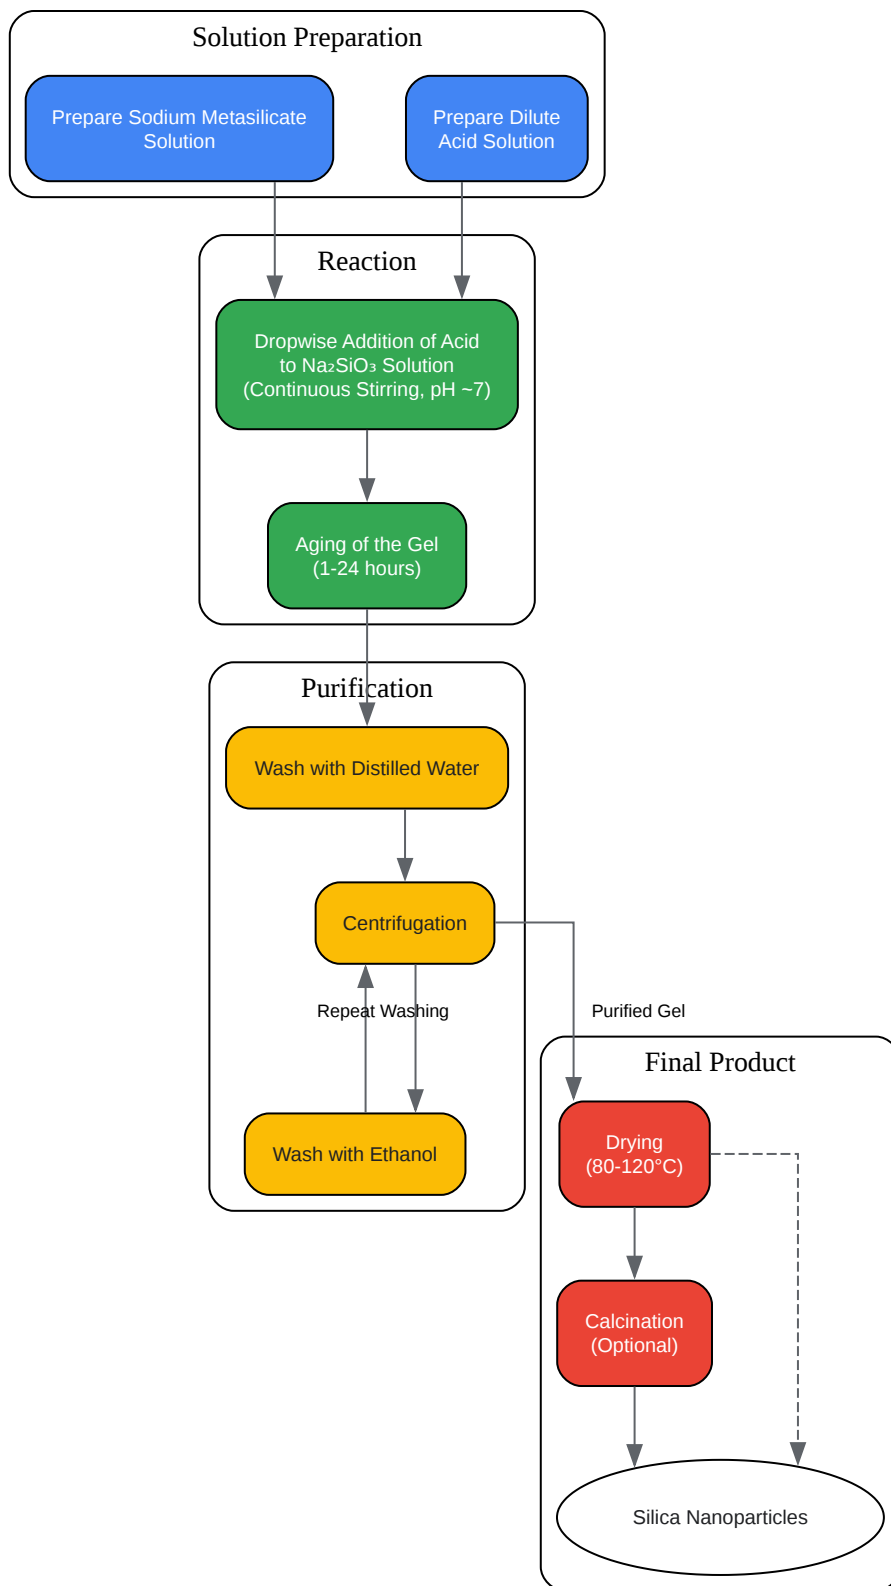 Solution Preparation
Prepare Sodium Metasilicate
Solution
Prepare Dilute
Acid Solution
Reaction
Dropwise Addition of Acid
to Na₂SiO₃ Solution
(Continuous Stirring, pH ~7)
Aging of the Gel
(1-24 hours)
Purification
Wash with Distilled Water
Centrifugation
Repeat Washing
Purified Gel
Wash with Ethanol
Final Product
Drying
(80-120°C)
Calcination
(Optional)
Silica Nanoparticles